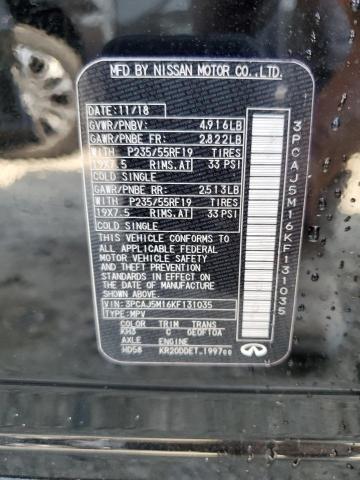 MFD BY NISSAN MOTOR CO.,LTD.
DATE:11/18
GVWR/PNBV: 4,916LB
GAWR/PNBE FR: 2,822LB
WITH P235/55RF19 TIRES
19X7.5 RIMS,AT 33 PSI
COLD SINGLE
GAWR/PNBE RR: 2,513LB
WITH P235/55RF19 TIRES
19X7.5 RIMS,AT 33 PSI
COLD SINGLE
THIS VEHICLE CONFORMS TO ALL
APPLICABLE FEDERAL
MOTOR VEHICLE SAFETY
AND THEFT PREVENTION
STANDARDS IN EFFECT ON
THE DATE OF MANUFACTURE
SHOWN ABOVE
VIN:3PCAJ5M16KF131035
TYPE:MPV
COLOR TRIM TRANS
KH3 G 0E0F10A
AXLE ENGINE
HD58 KR20DDET,1997cc
3PCAJ5M16KF131035